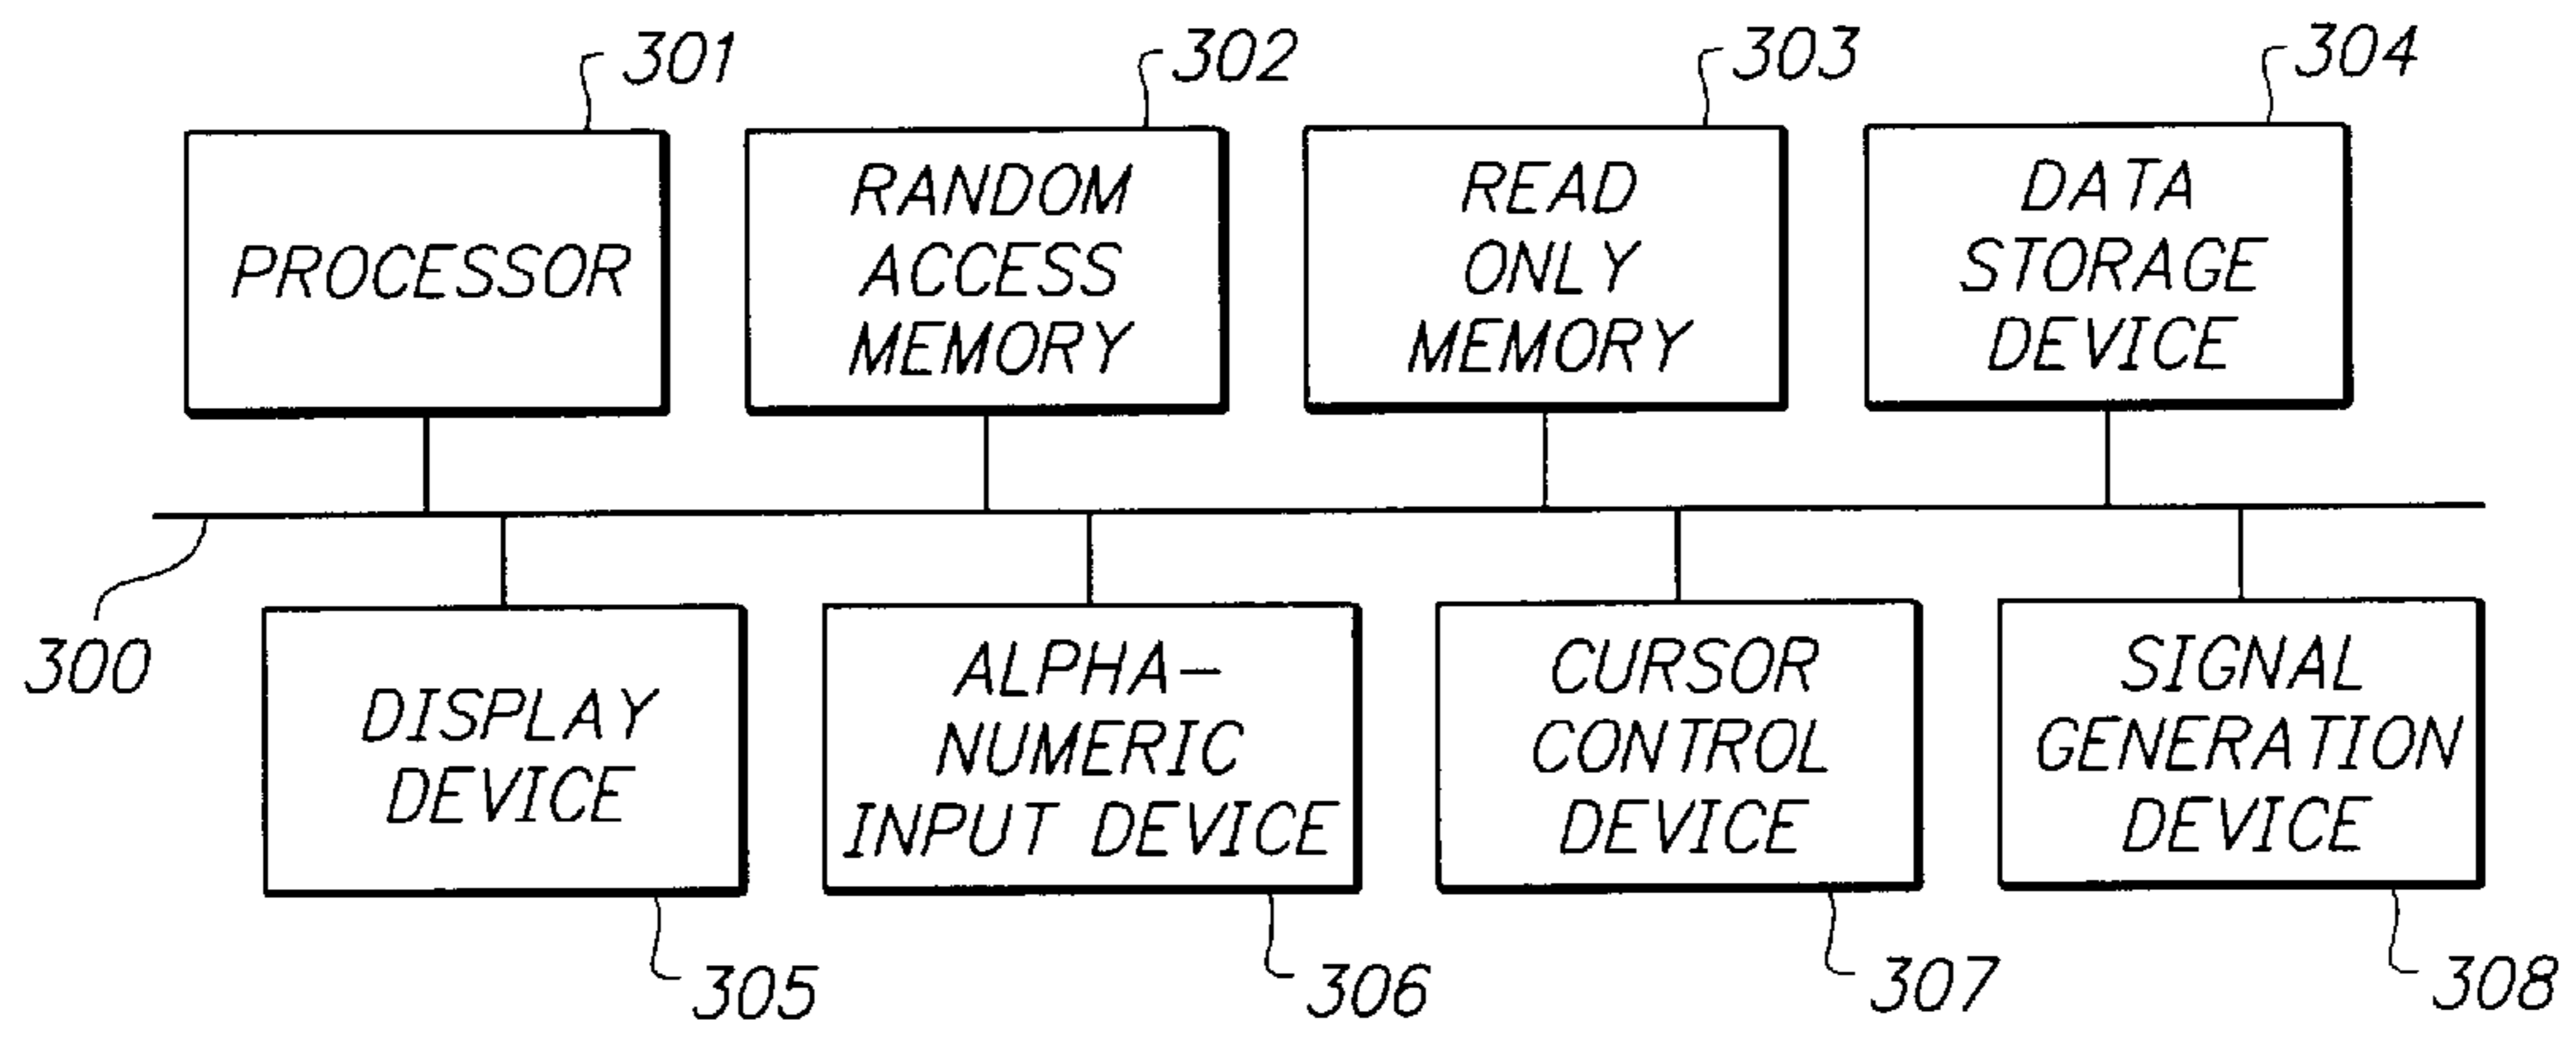 301
302
303
304
PROCESSOR
RANDOM
ACCESS
MEMORY
READ
ONLY
MEMORY
DATA
STORAGE
DEVICE
300
DISPLAY
DEVICE
ALPHA-
NUMERIC
INPUT DEVICE
CURSOR
CONTROL
DEVICE
SIGNAL
GENERATION
DEVICE
305
306
307
308